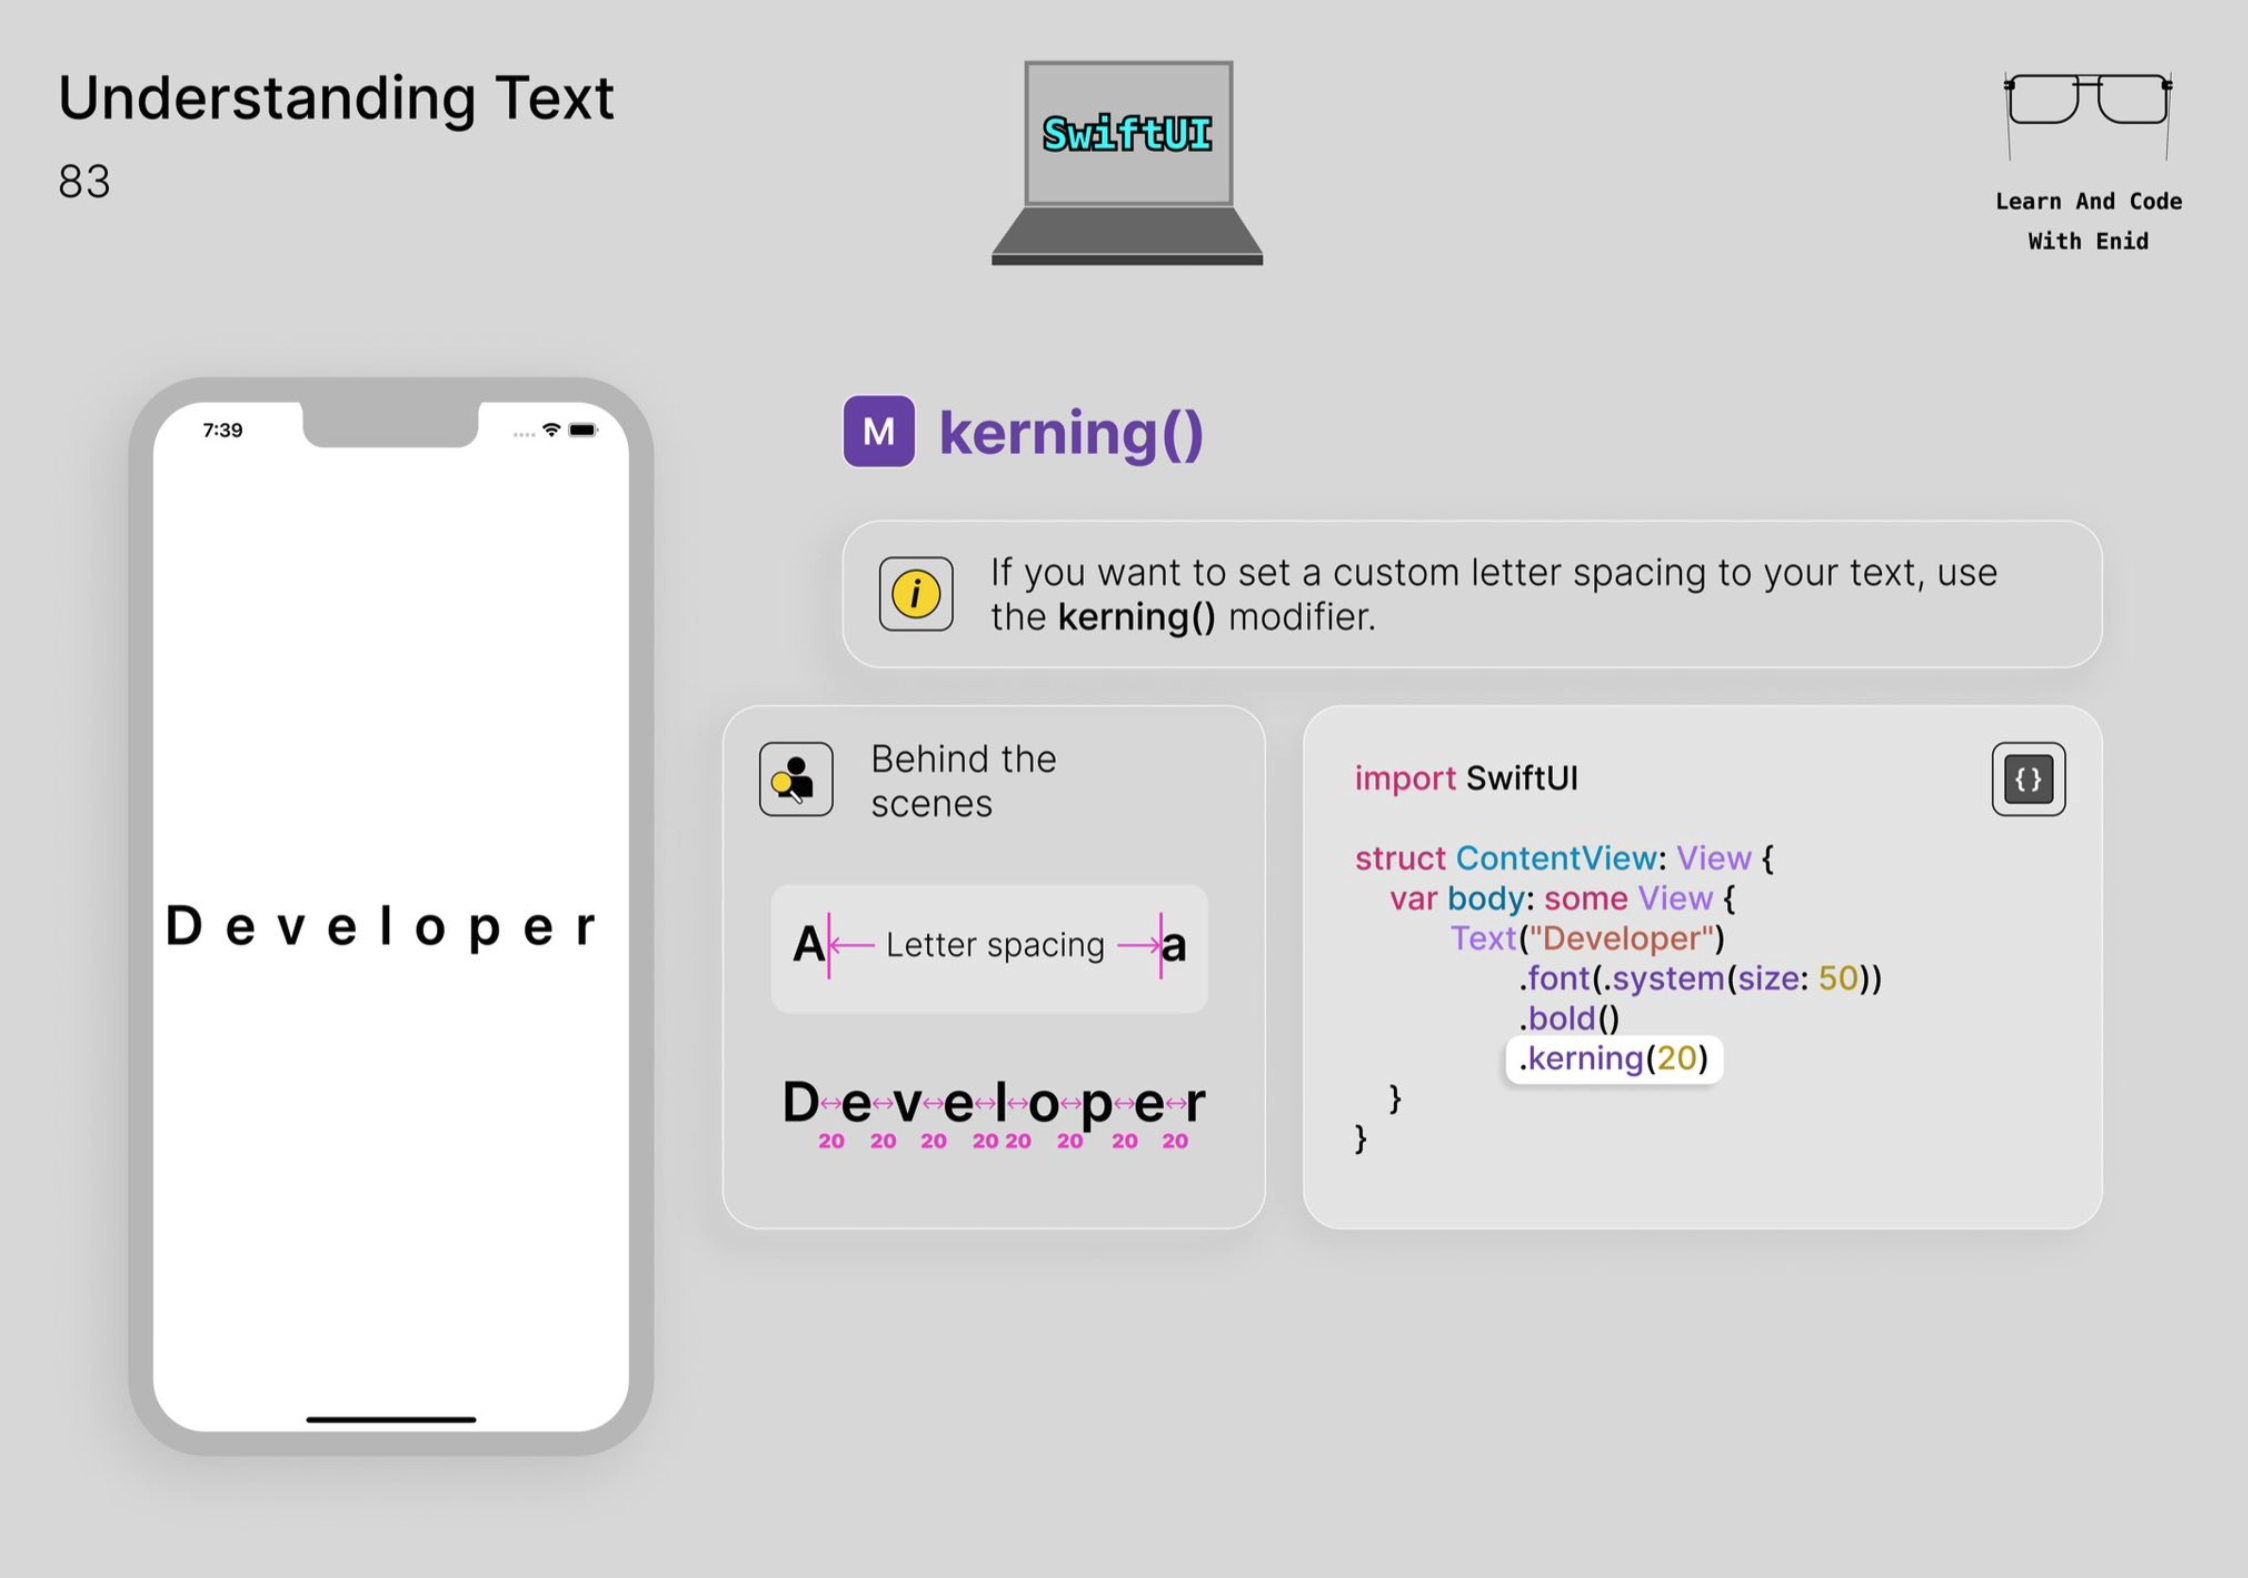 Understanding Text
83
SwiftUI
Learn And Code
With Enid
7:39
D e v e l o p e r
M kerning()
i
If you want to set a custom letter spacing to your text, use
the kerning() modifier.
Behind the
scenes
A Letter spacing a
Developer
20 20 20 20 20 20 20 20
{}
import SwiftUI
struct ContentView: View {
var body: some View {
Text("Developer")
.font(.system(size: 50))
.bold()
.kerning(20)
}
}